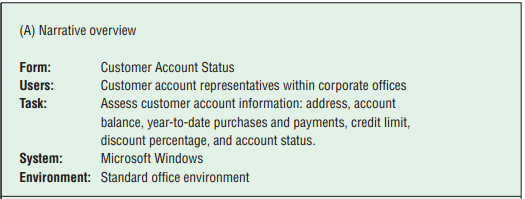 (A) Narrative overview
Form: Customer Account Status
Users: Customer account representatives within corporate offices
Task: Assess customer account information: address, account
balance, year-to-date purchases and payments, credit limit,
discount percentage, and account status.
System: Microsoft Windows
Environment: Standard office environment